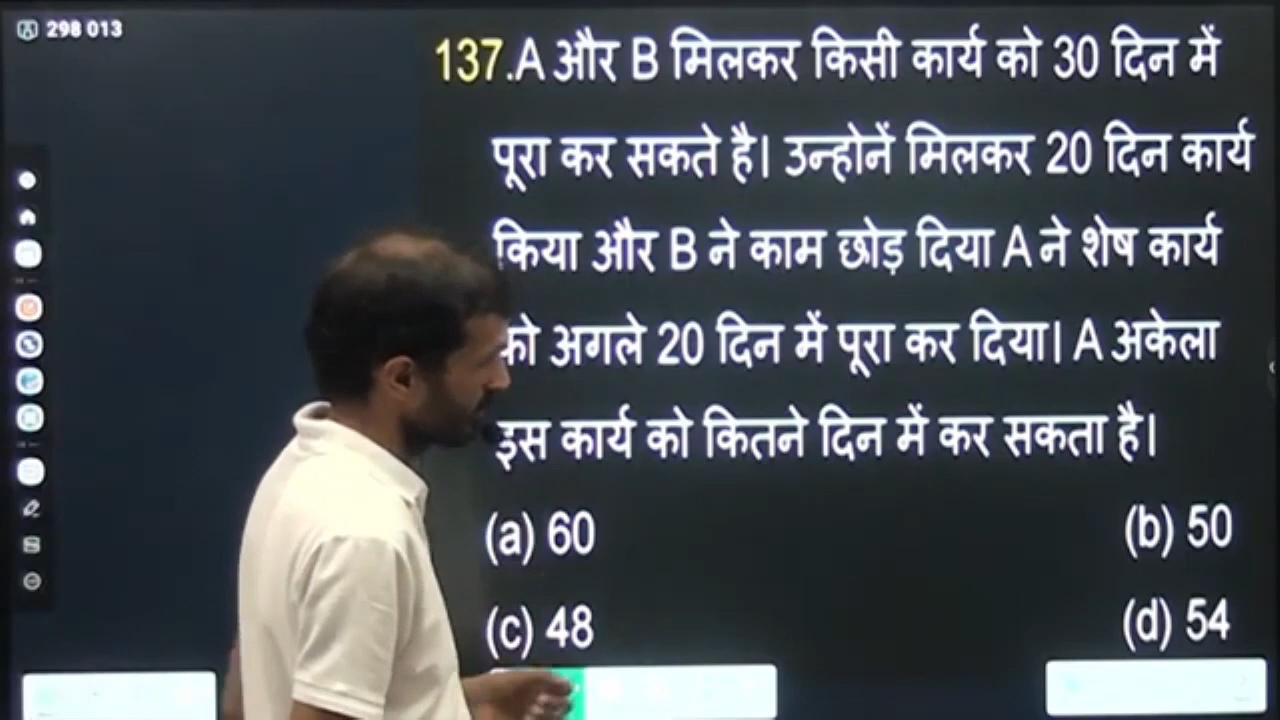 298 013
137.A और B मिलकर किसी कार्य को 30 दिन में
पूरा कर सकते है। उन्होनें मिलकर 20 दिन कार्य
किया और B ने काम छोड़ दिया A ने शेष कार्य
को अगले 20 दिन में पूरा कर दिया। A अकेला
इस कार्य को कितने दिन में कर सकता है।
(a) 60 (b) 50
(c) 48 (d) 54